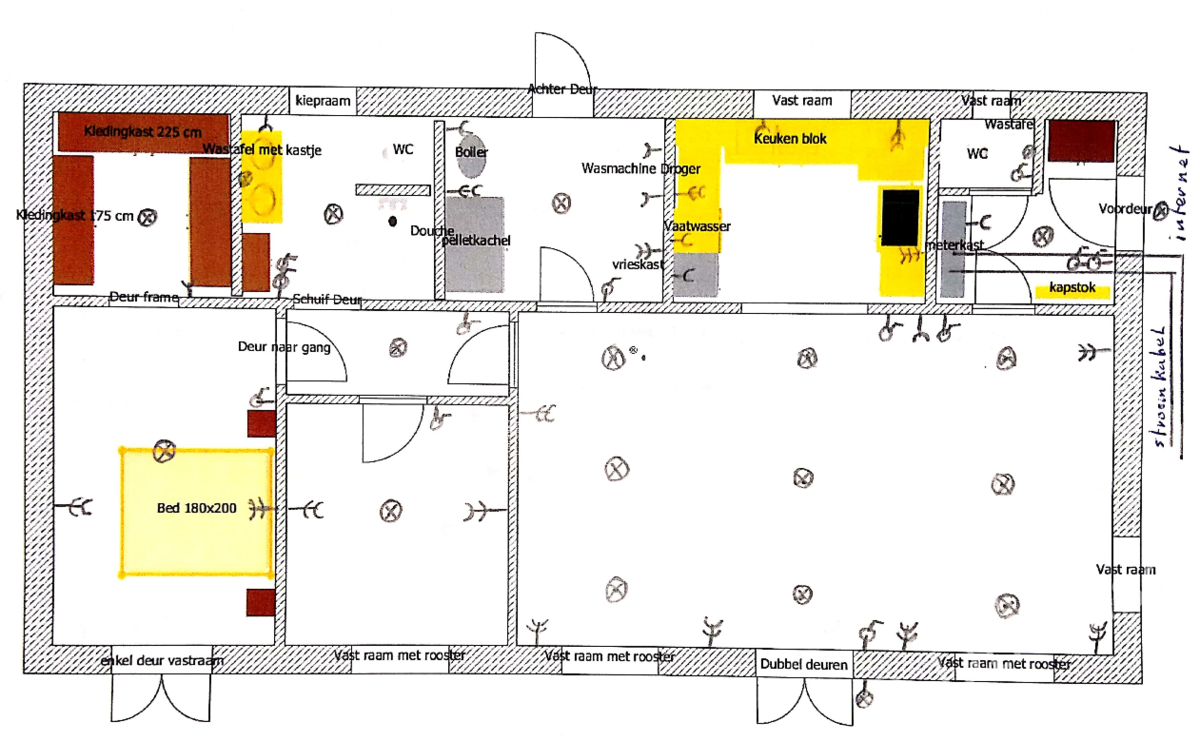 Achter Deur
kiepraam
Vast raam
Vast raam
Kledingkast 225 cm
Wastafel met kastje
WC
Boiler
Wasmachine Droger
Keuken blok
Wastafel
WC
internet
Kledingkast 175 cm
Douche
pelletkachel
Vaatwasser
meterkast
Voordeur
vrieskast
kapstok
Deur frame
Schuif Deur
Deur naar gang
stroomkabel
Bed 180x200
Vast raam
enkel deur vastraam
Vast raam met rooster
Vast raam met rooster
Dubbel deuren
Vast raam met rooster